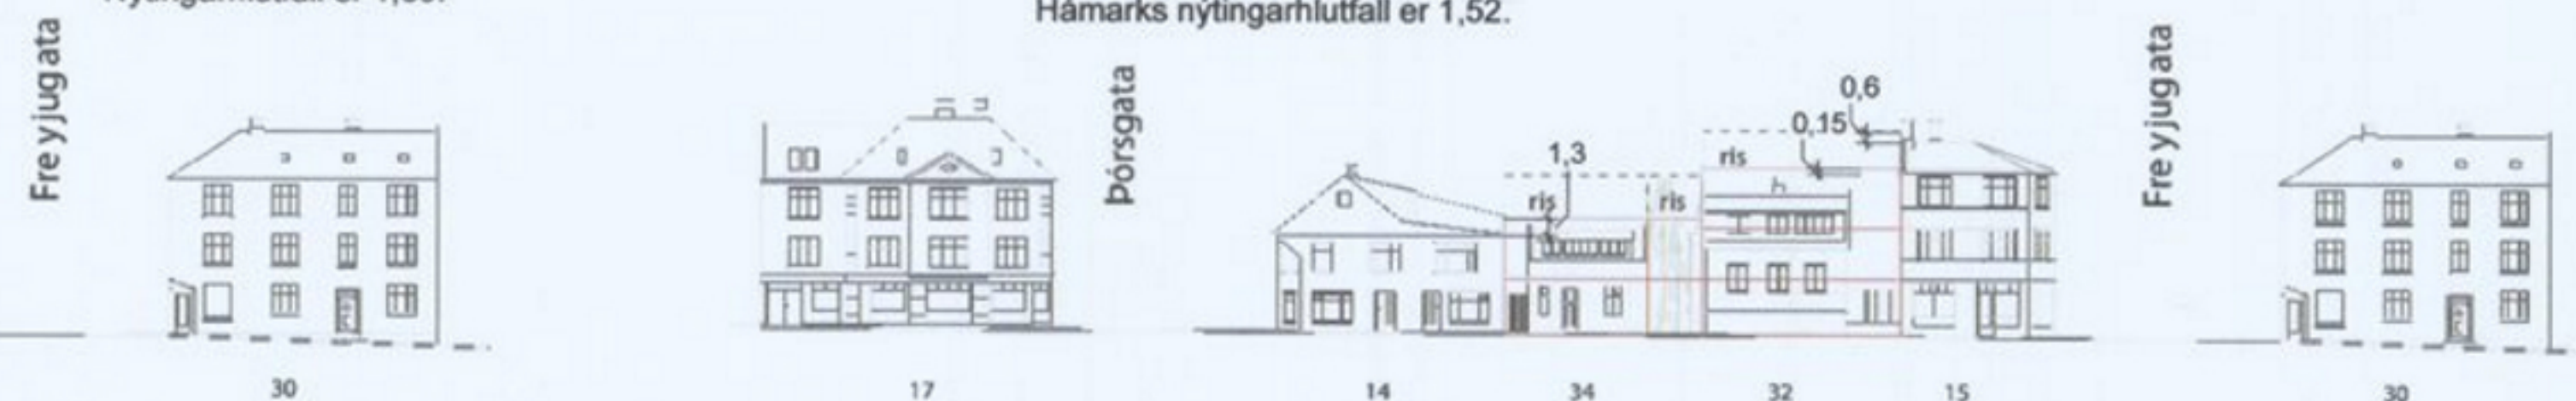 Hámarks nýtingarhlutfall er 1,52.
Freyjugata
Þórsgata
Freyjugata
0,6
0,15
1,3
ris
ris
ris
h
30
17
14
34
32
15
30